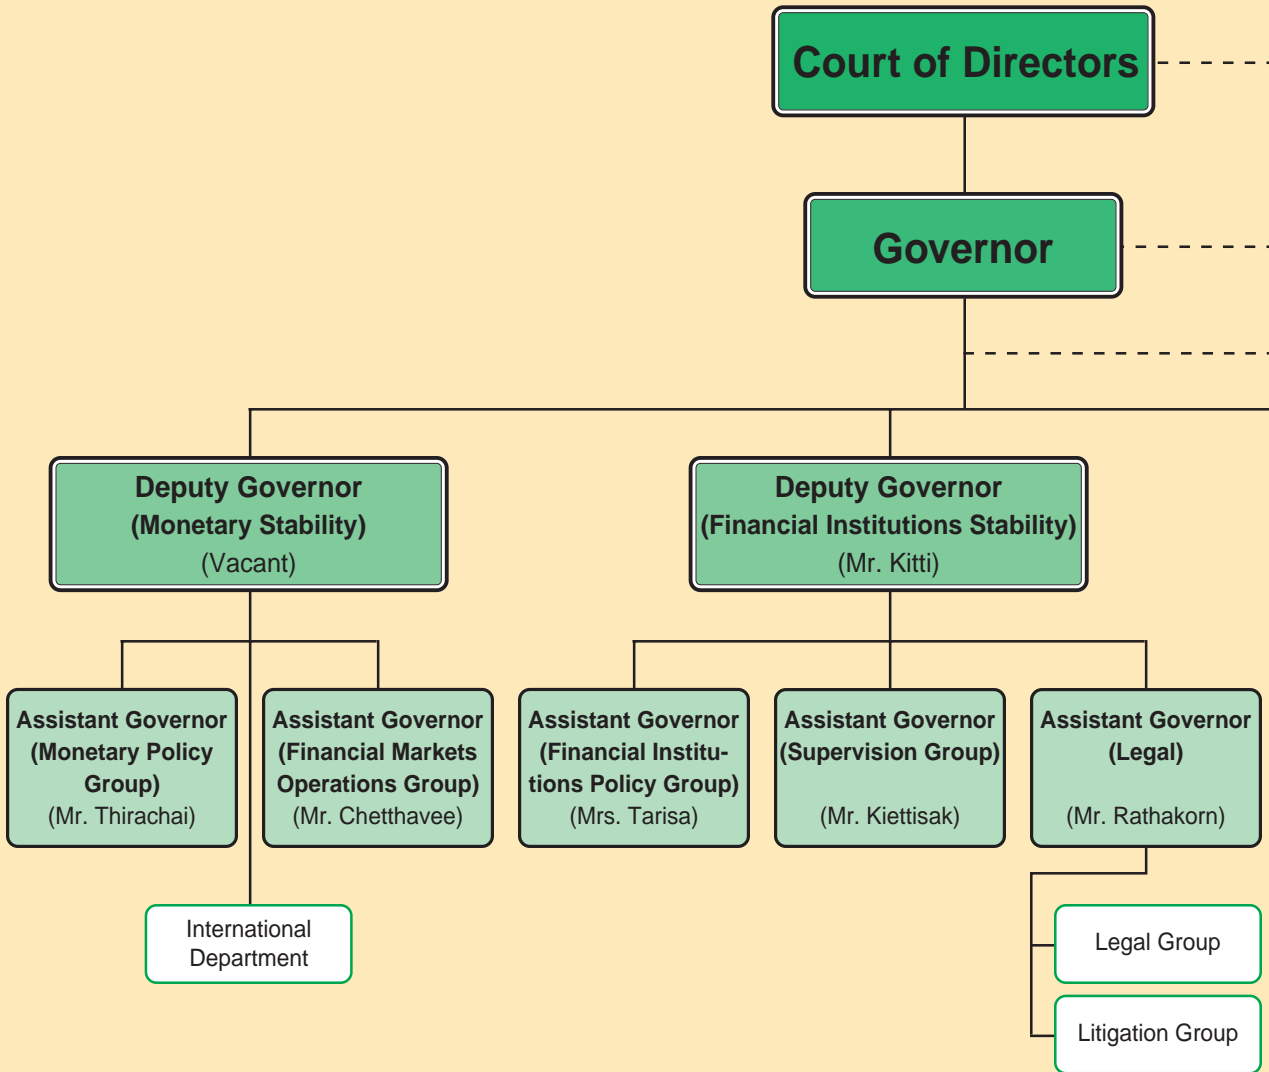 Court of Directors
Governor
Deputy Governor
(Monetary Stability)
(Vacant)
Deputy Governor
(Financial Institutions Stability)
(Mr. Kitti)
Assistant Governor
(Monetary Policy
Group)
(Mr. Thirachai)
Assistant Governor
(Financial Markets
Operations Group)
(Mr. Chetthavee)
Assistant Governor
(Financial Institu-
tions Policy Group)
(Mrs. Tarisa)
Assistant Governor
(Supervision Group)
(Mr. Kiettisak)
Assistant Governor
(Legal)
(Mr. Rathakorn)
International
Department
Legal Group
Litigation Group